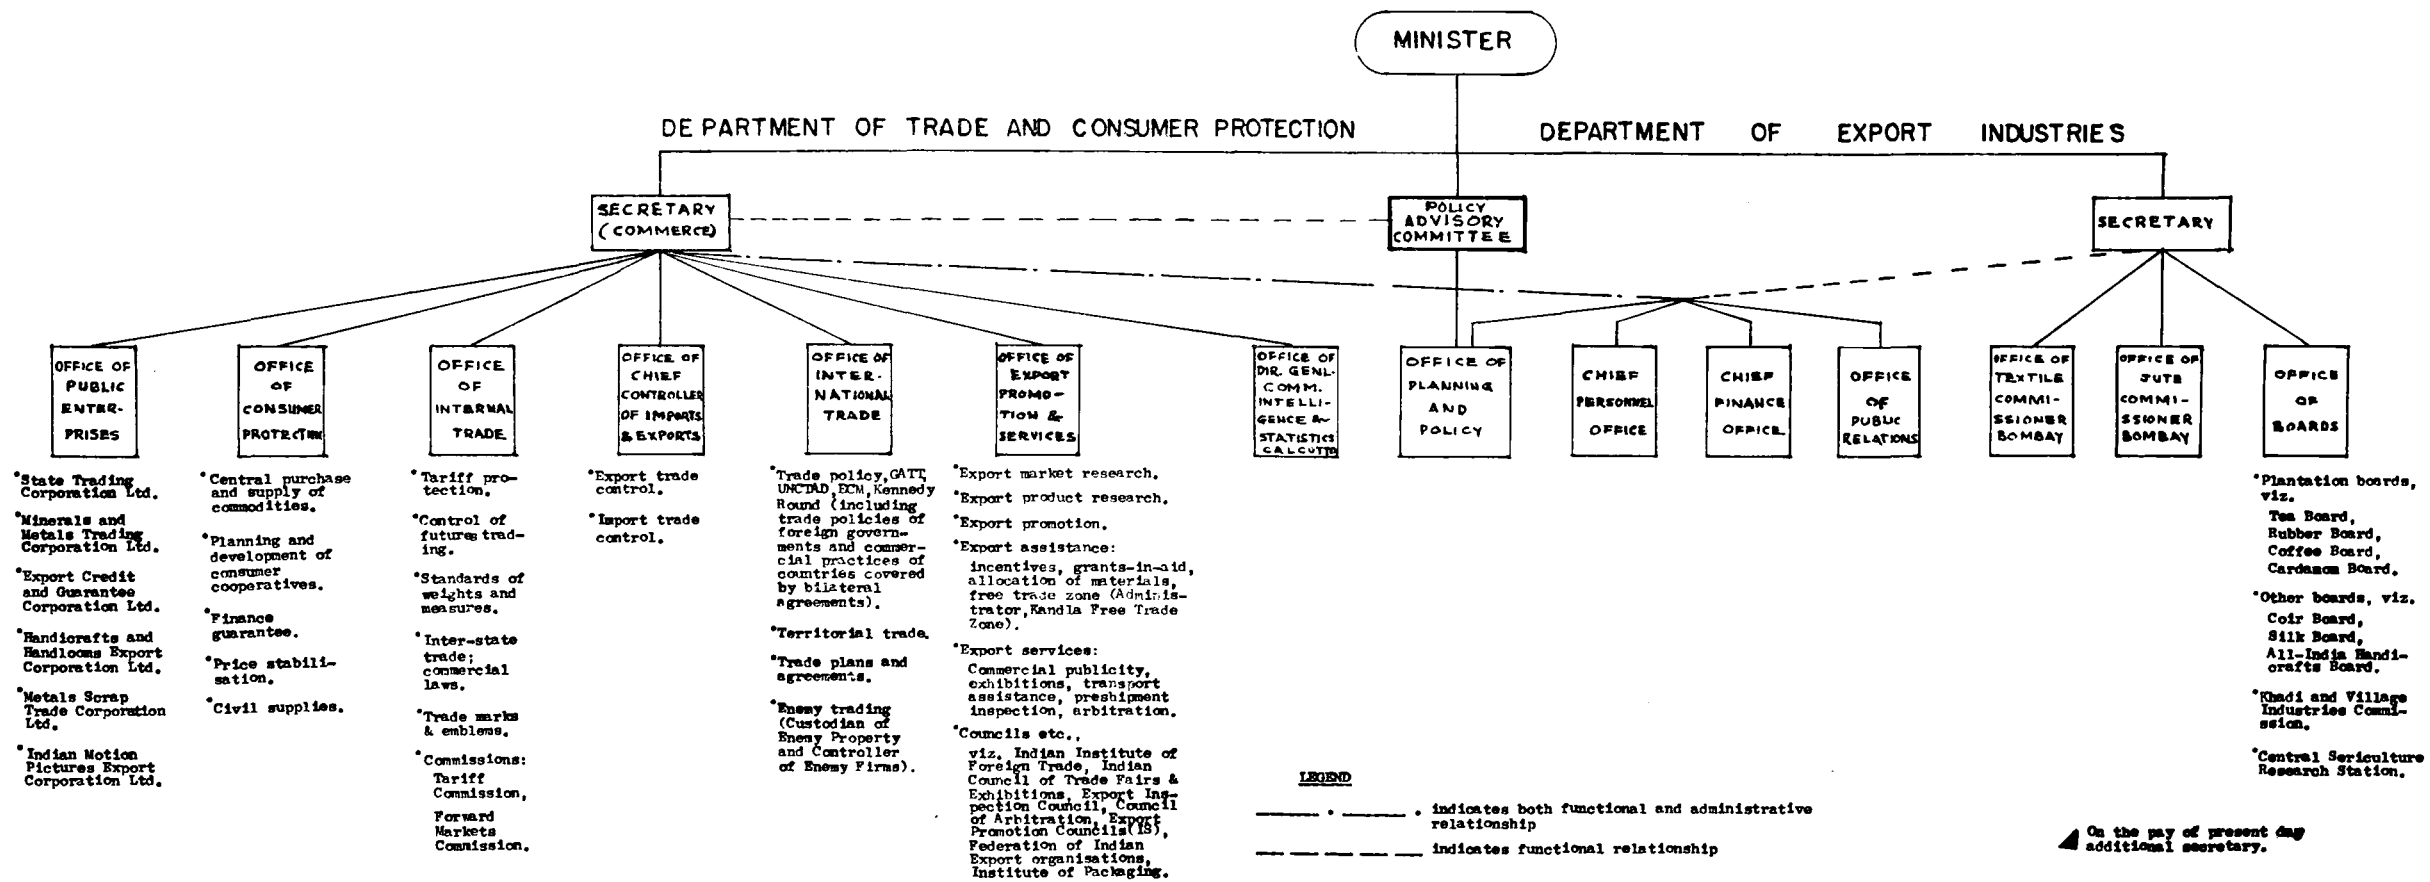 MINISTER
DEPARTMENT OF TRADE AND CONSUMER PROTECTION
DEPARTMENT OF EXPORT INDUSTRIES
SECRETARY
(COMMERCE)
POLICY
ADVISORY
COMMITTEE
SECRETARY
OFFICE OF
PUBLIC
ENTER-
PRISES
OFFICE
OF
CONSUMER
PROTECTION
OFFICE
OF
INTERNAL
TRADE
OFFICE OF
CHIEF
CONTROLLER
OF IMPORTS
& EXPORTS
OFFICE OF
INTER-
NATIONAL
TRADE
OFFICE OF
EXPORT
PROMO-
TION &
SERVICES
OFFICE OF
DIR. GENL.
COMM.
INTELLI-
GENCE &
STATISTICS
CALCUTTA
OFFICE OF
PLANNING
AND
POLICY
CHIEF
PERSONNEL
OFFICE
CHIEF
FINANCE
OFFICE
OFFICE
OF
PUBLIC
RELATIONS
OFFICE OF
TEXTILE
COMMI-
SSIONER
BOMBAY
OFFICE OF
JUTE
COMMI-
SSIONER
BOMBAY
OFFICE
OF
BOARDS
*State Trading
Corporation Ltd.
*Minerals and
Metals Trading
Corporation Ltd.
*Export Credit
and Guarantee
Corporation Ltd.
*Handicrafts and
Handlooms Export
Corporation Ltd.
*Metals Scrap
Trade Corporation
Ltd.
*Indian Motion
Pictures Export
Corporation Ltd.
*Central purchase
and supply of
commodities.
*Planning and
development of
consumer
cooperatives.
*Finance
guarantee.
*Price stabili-
sation.
*Civil supplies.
*Tariff pro-
tection.
*Control of
futures trad-
ing.
*Standards of
weights and
measures.
*Inter-state
trade;
commercial
laws.
*Trade marks
& emblems.
*Commissions:
Tariff
Commission,
Forward
Markets
Commission.
*Export trade
control.
*Import trade
control.
*Trade policy, GATT,
UNCTAD, ECM, Kennedy
Round (including
trade policies of
foreign govern-
ments and commer-
cial practices of
countries covered
by bilateral
agreements).
*Territorial trade.
*Trade plans and
agreements.
*Enemy trading
(Custodian of
Enemy Property
and Controller
of Enemy Firms).
*Export market research.
*Export product research.
*Export promotion.
*Export assistance:
incentives, grants-in-aid,
allocation of materials,
free trade zone (Adminis-
trator, Kandla Free Trade
Zone).
*Export services:
Commercial publicity,
exhibitions, transport
assistance, preshipment
inspection, arbitration.
*Councils etc.,
viz. Indian Institute of
Foreign Trade, Indian
Council of Trade Fairs &
Exhibitions, Export Ins-
pection Council, Council
of Arbitration, Export
Promotion Councils(18),
Federation of Indian
Export organisations,
Institute of Packaging.
*Plantation boards,
viz.
Tea Board,
Rubber Board,
Coffee Board,
Cardamom Board.
*Other boards, viz.
Coir Board,
Silk Board,
All-India Handi-
crafts Board.
*Khadi and Village
Industries Commi-
ssion.
*Central Sericulture
Research Station.
LEGEND
indicates both functional and administrative
relationship
indicates functional relationship
On the pay of present day
additional secretary.